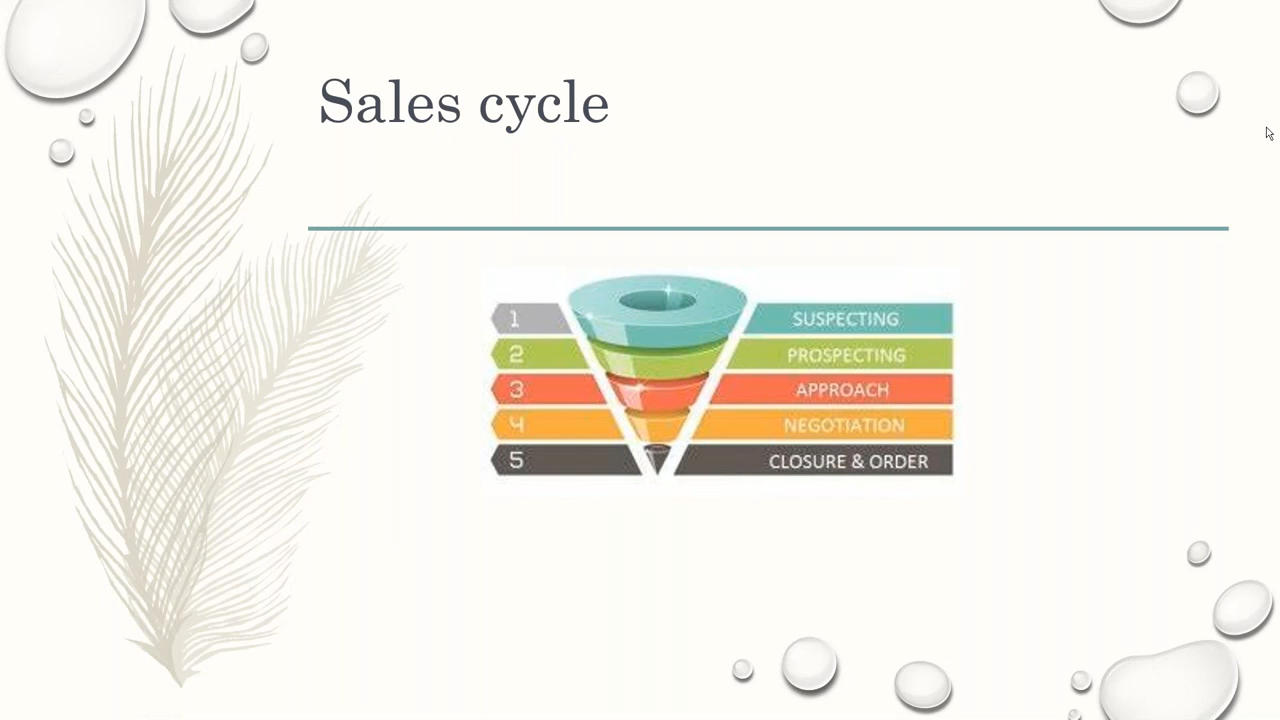 Sales cycle
1 SUSPECTING
2 PROSPECTING
3 APPROACH
4 NEGOTIATION
5 CLOSURE & ORDER